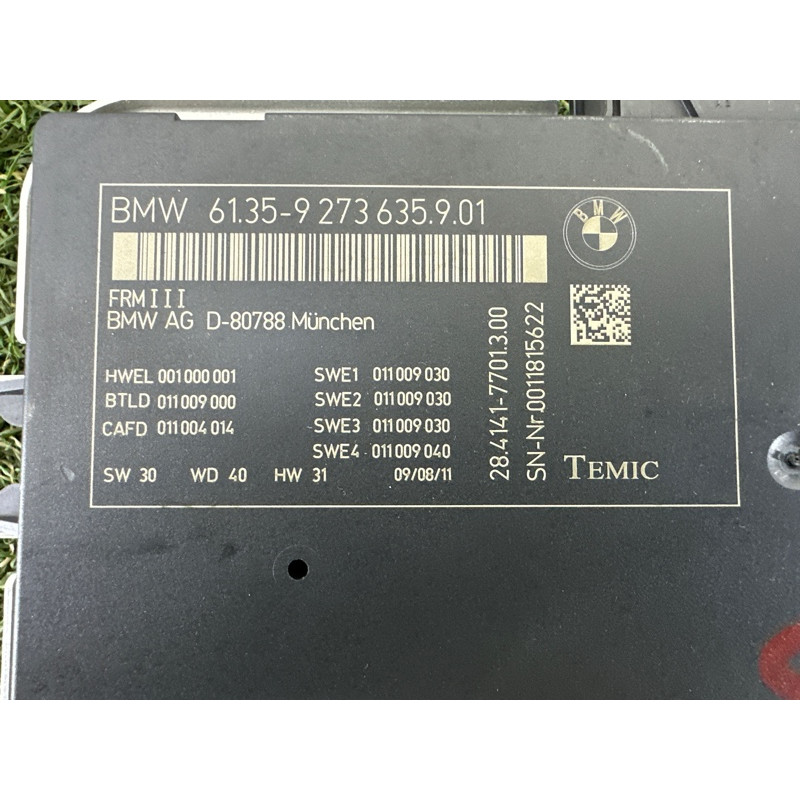 BMW 61.35-9 273 635.9.01
BMW
FRM III
BMW AG D-80788 München
HWEL 001 000 001
BTLD 011 009 000
CAFD 011 004 014
SWE1 011 009 030
SWE2 011 009 030
SWE3 011 009 030
SWE4 011 009 040
SW 30 WD 40 HW 31 09/08/11
28.4141-7701.3.00
SN-Nr.0011815622
TEMIC